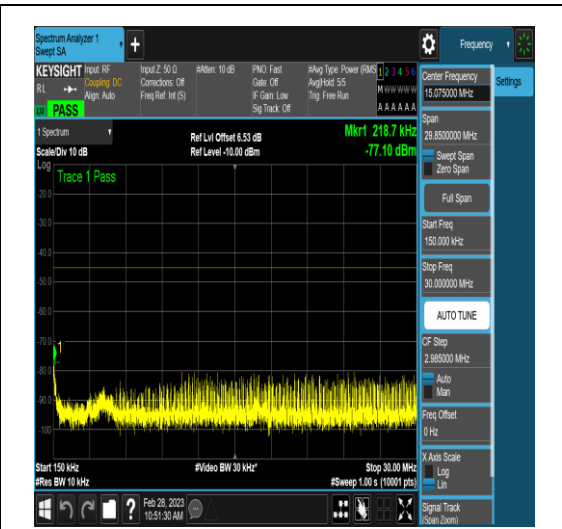 Spectrum Analyzer 1
Swept SA
+
Frequency
KEYSIGHT
RL
PASS
Input: RF
Coupling: DC
Align: Auto
Input Z: 50 Ω
Corrections: Off
Freq Ref: Int (S)
#Atten: 10 dB
PNO: Fast
Gate: Off
IF Gain: Low
Sig Track: Off
#Avg Type: Power (RMS
Avg|Hold: 5/5
Trig: Free Run
1 2 3 4 5 6
M W W W W W
A A A A A A
1 Spectrum
Scale/Div 10 dB
Ref Lvl Offset 6.53 dB
Ref Level -10.00 dBm
Mkr1 218.7 kHz
-77.10 dBm
Log
Trace 1 Pass
-20.0
-30.0
-40.0
-50.0
-60.0
-70.0
-80.0
-90.0
-100
1
Start 150 kHz
#Res BW 10 kHz
#Video BW 30 kHz*
Stop 30.00 MHz
#Sweep 1.00 s (10001 pts)
Feb 28, 2023
10:51:30 AM
?
Center Frequency
15.075000 MHz
Settings
Span
29.8500000 MHz
Swept Span
Zero Span
Full Span
Start Freq
150.000 kHz
Stop Freq
30.000000 MHz
AUTO TUNE
CF Step
2.985000 MHz
Auto
Man
Freq Offset
0 Hz
X Axis Scale
Log
Lin
Signal Track
(Span Zoom)